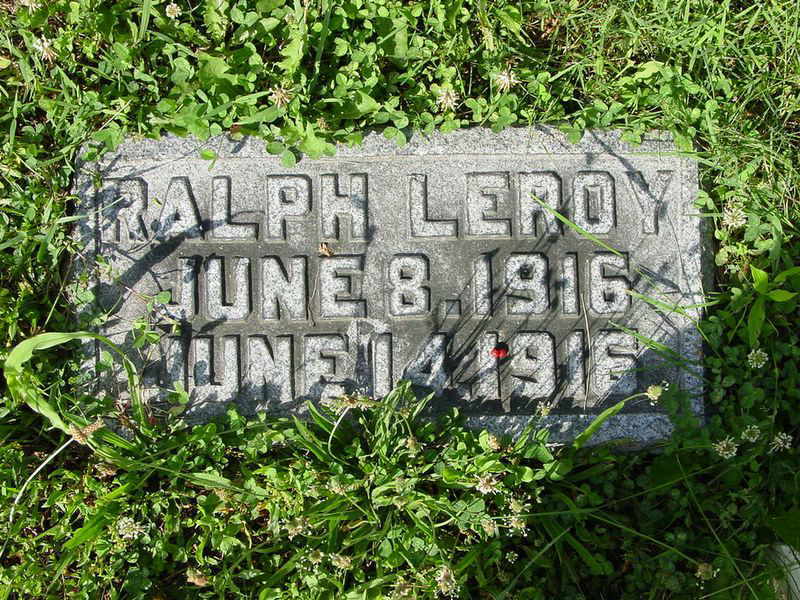 RALPH LEROY
JUNE 8, 1916
JUNE 14, 1916